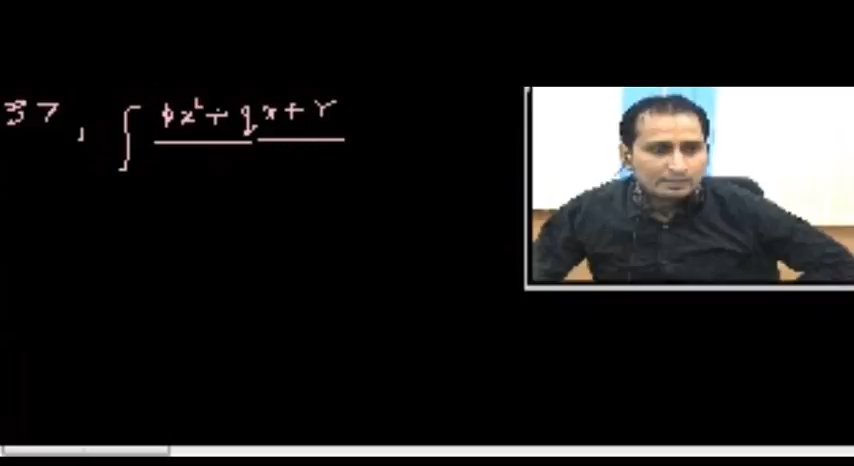 37, ∫ px²+qx+r